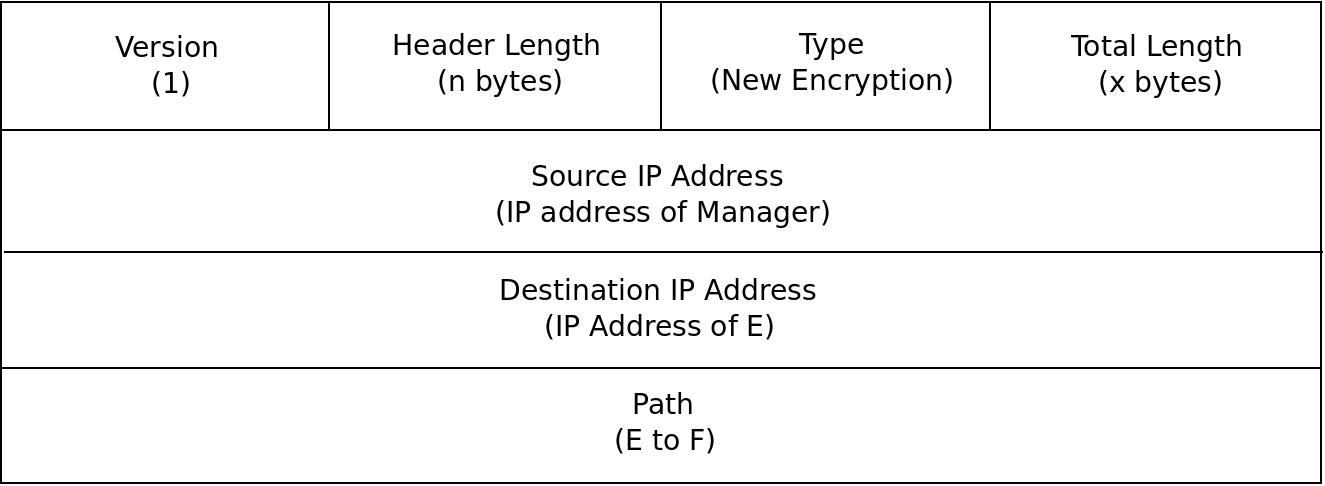 Version
(1)
Header Length
(n bytes)
Type
(New Encryption)
Total Length
(x bytes)
Source IP Address
(IP address of Manager)
Destination IP Address
(IP Address of E)
Path
(E to F)